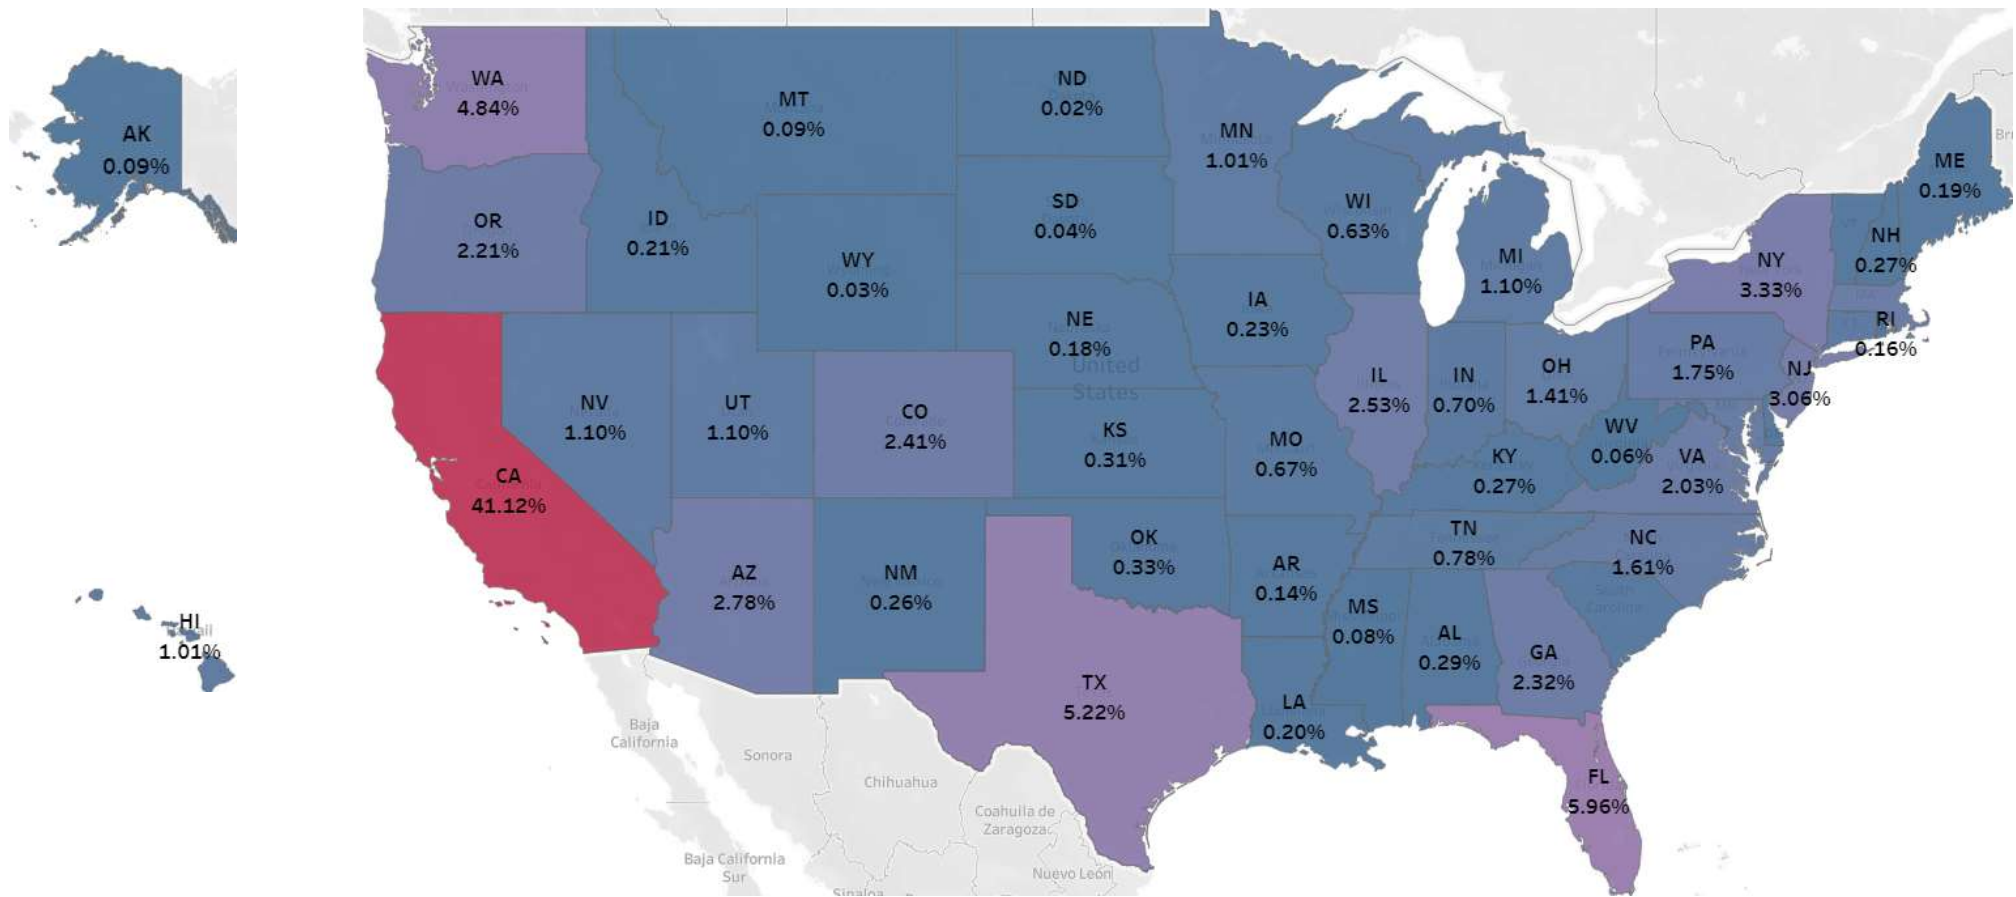 WA
4.84%
MT
0.09%
ND
0.02%
MN
1.01%
AK
0.09%
ME
0.19%
OR
2.21%
ID
0.21%
SD
0.04%
WI
0.63%
NH
0.27%
WY
0.03%
MI
1.10%
NY
3.33%
IA
0.23%
NE
0.18%
United
States
RI
0.16%
PA
1.75%
IL
2.53%
IN
0.70%
OH
1.41%
NJ
3.06%
NV
1.10%
UT
1.10%
CO
2.41%
KS
0.31%
MO
0.67%
WV
0.06%
KY
0.27%
VA
2.03%
CA
41.12%
OK
0.33%
TN
0.78%
NC
1.61%
AZ
2.78%
NM
0.26%
AR
0.14%
South
Carolina
MS
0.08%
AL
0.29%
GA
2.32%
HI
1.01%
TX
5.22%
LA
0.20%
FL
5.96%
Baja
California
Sonora
Chihuahua
Coahuila de
Zaragoza
Baja California
Sur
Nuevo León
Sinaloa